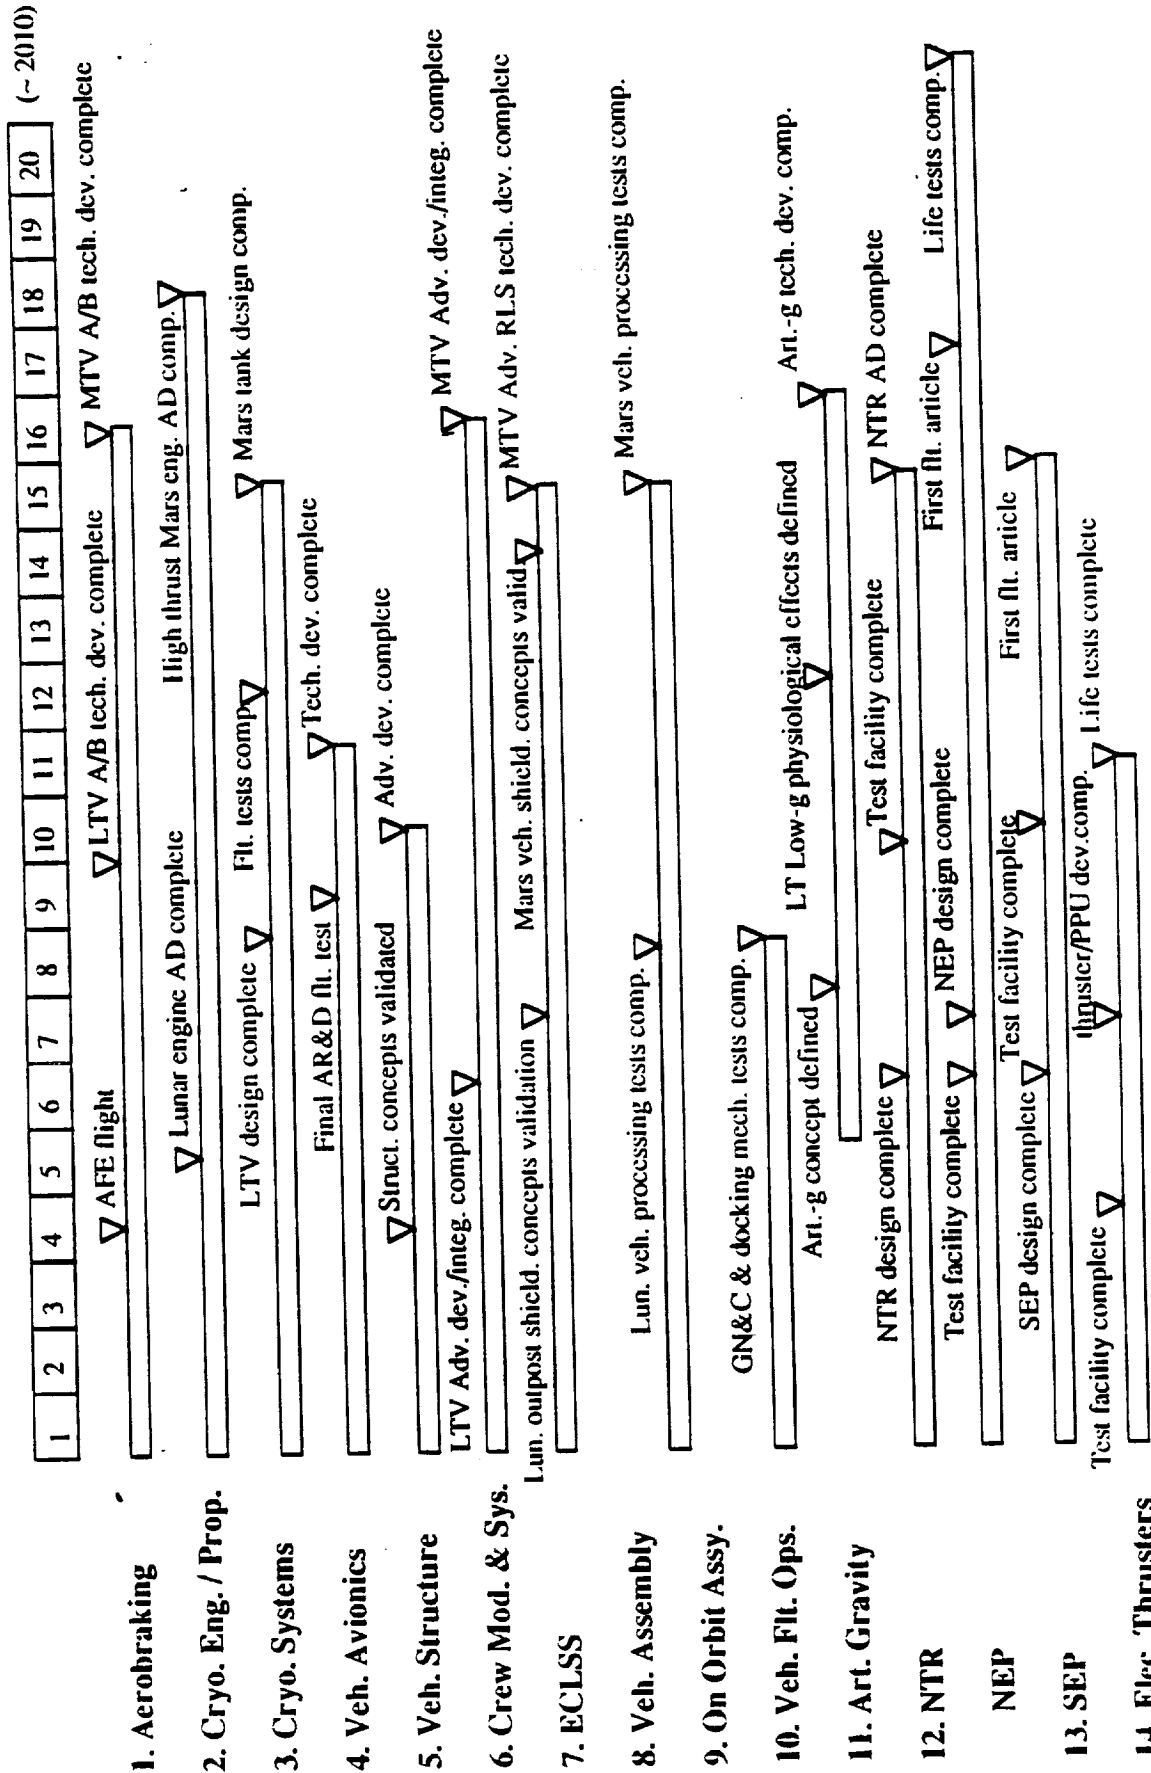 1 2 3 4 5 6 7 8 9 10 11 12 13 14 15 16 17 18 19 20 (~ 2010)
1. Aerobraking
AFE flight
LTV A/B tech. dev. complete
MTV A/B tech. dev. complete
2. Cryo. Eng. / Prop.
Lunar engine AD complete
High thrust Mars eng. AD comp.
3. Cryo. Systems
LTV design complete
Flt. tests comp.
Mars tank design comp.
4. Veh. Avionics
Final AR&D flt. test
Tech. dev. complete
5. Veh. Structure
Struct. concepts validated
Adv. dev. complete
6. Crew Mod. & Sys.
LTV Adv. dev./integ. complete
MTV Adv. dev./integ. complete
7. ECLSS
Lun. outpost shield. concepts validation
Mars veh. shield. concepts valid
MTV Adv. RLS tech. dev. complete
8. Veh. Assembly
Lun. veh. processing tests comp.
Mars veh. processing tests comp.
9. On Orbit Assy.
10. Veh. Flt. Ops.
GN&C & docking mech. tests comp.
11. Art. Gravity
Art.-g concept defined
LT Low-g physiological effects defined
Art.-g tech. dev. comp.
12. NTR
NTR design complete
Test facility complete
NTR AD complete
NEP
Test facility complete
NEP design complete
First flt. article
Life tests comp.
13. SEP
SEP design complete
Test facility complete
First flt. article
14. Elec. Thrusters
Test facility complete
thruster/PPU dev.comp.
Life tests complete